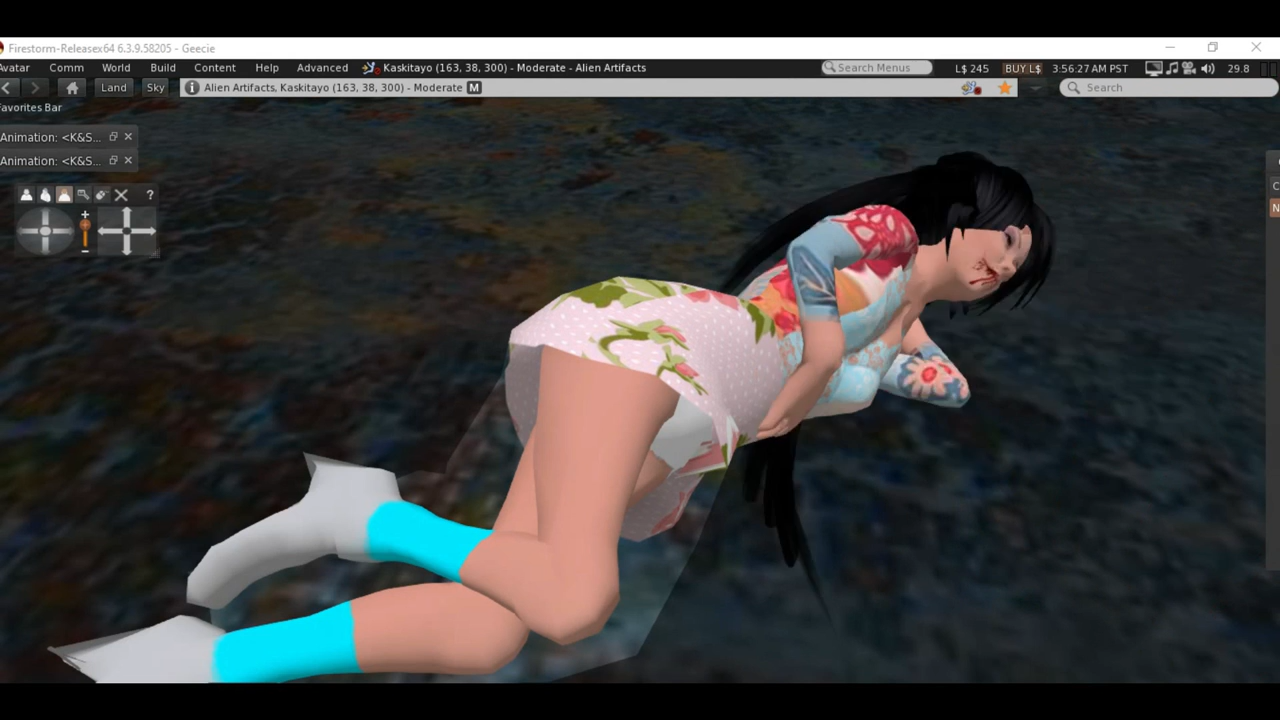 Firestorm-Releasex64 6.3.9.58205 - Geecie
Avatar Comm World Build Content Help Advanced Kaskitayo (163, 38, 300) - Moderate - Alien Artifacts Search Menus L$ 245 BUY L$ 3:56:27 AM PST 29.8
Land Sky Alien Artifacts, Kaskitayo (163, 38, 300) - Moderate M Search
Favorites Bar
Animation: <K&S...
Animation: <K&S...
?
C
N